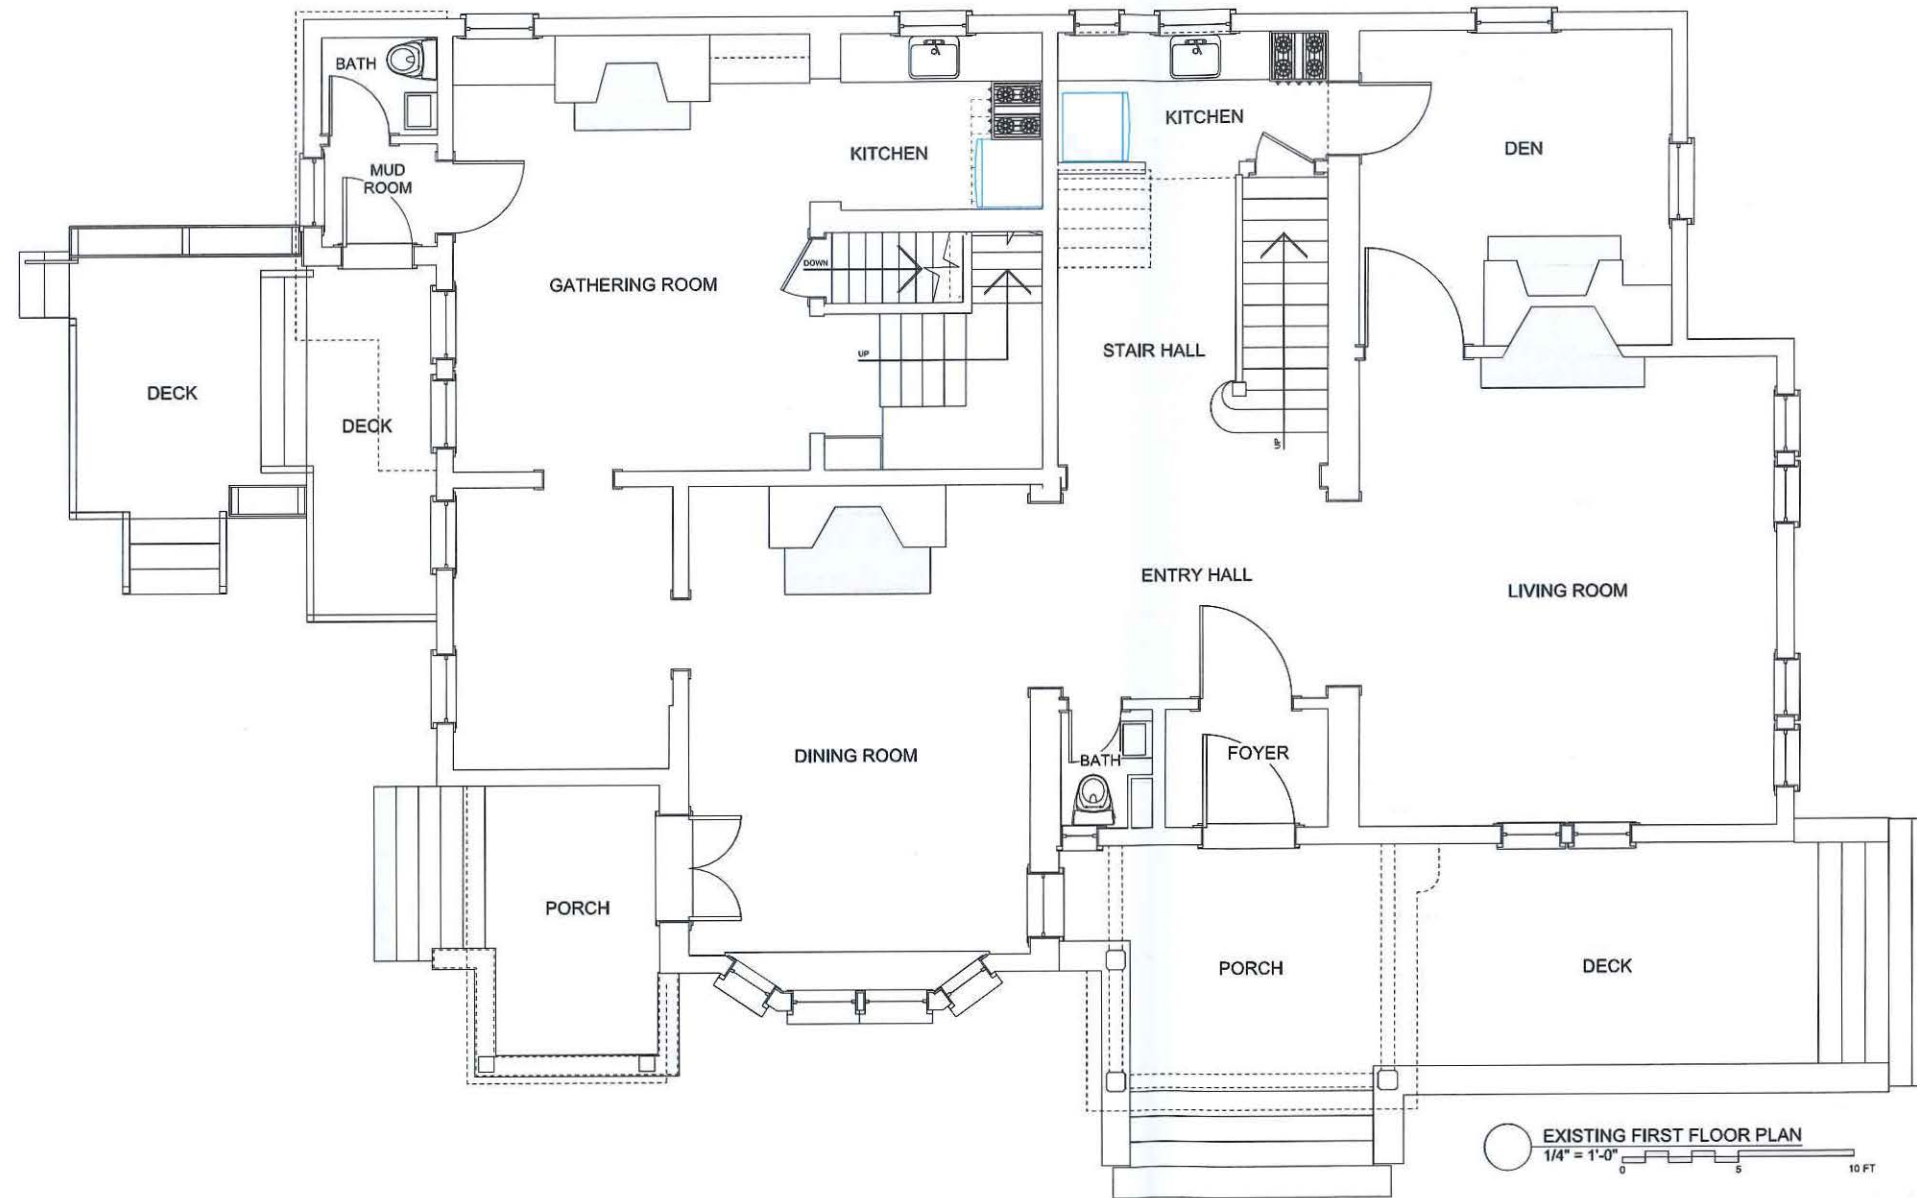 BATH
KITCHEN
MUD
ROOM
KITCHEN
DEN
DOWN
GATHERING ROOM
UP
STAIR HALL
UP
DECK
DECK
ENTRY HALL
LIVING ROOM
DINING ROOM
BATH
FOYER
PORCH
PORCH
DECK
EXISTING FIRST FLOOR PLAN
1/4" = 1'-0"
0 5 10 FT